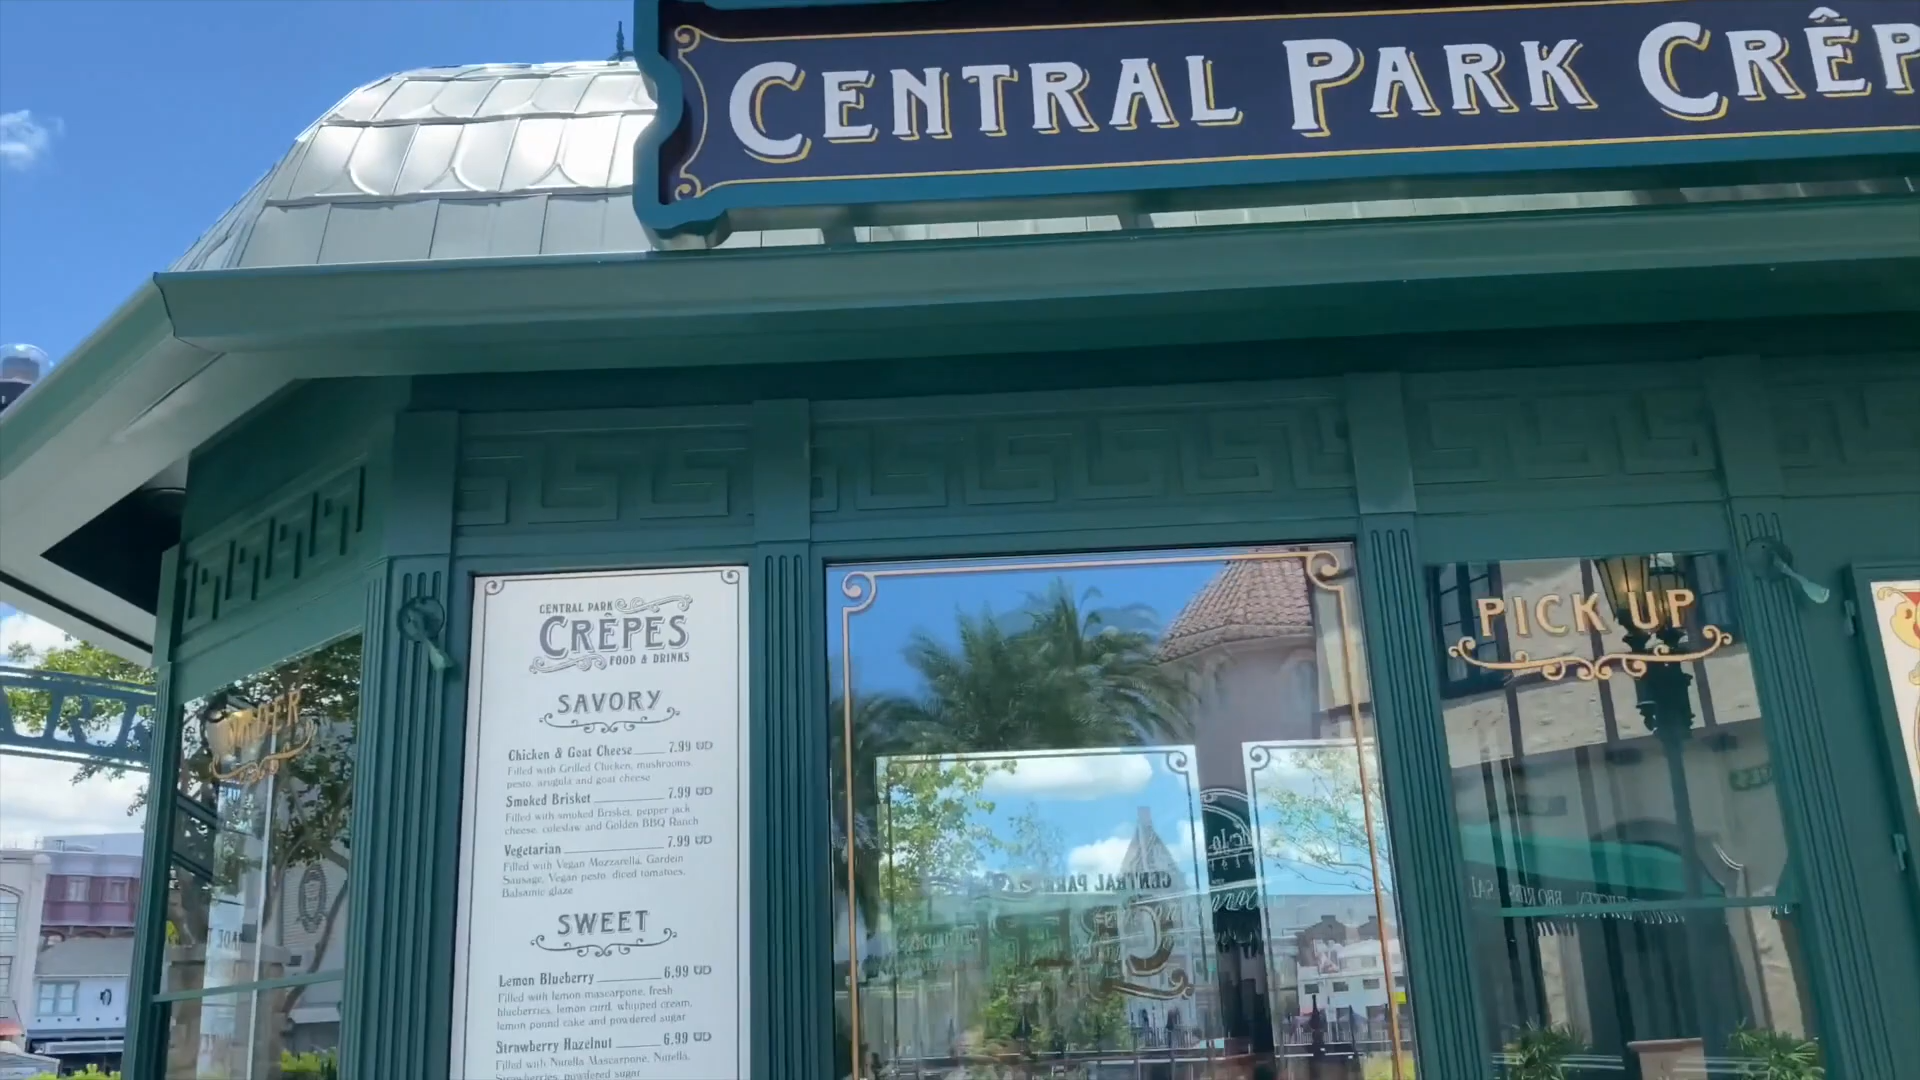 CENTRAL PARK CRÊP
PICK UP
CENTRAL PARK
CRÊPES
FOOD & DRINKS
SAVORY
Chicken & Goat Cheese 7.99
Filled with Grilled Chicken, mushrooms,
pesto, arugula and goat cheese
Smoked Brisket 7.99
Filled with smoked Brisket, pepper jack
cheese, coleslaw and Golden BBQ Ranch
Vegetarian 7.99
Filled with Vegan Mozzarella, Gardein
Sausage, Vegan pesto, diced tomatoes,
Balsamic glaze
SWEET
Lemon Blueberry 6.99
Filled with lemon mascarpone, fresh
blueberries, lemon curd, whipped cream,
lemon pound cake and powdered sugar
Strawberry Hazelnut 6.99
Filled with Nutella Mascarpone, Nutella,
Strawberries, powdered sugar
CENTRAL PARK